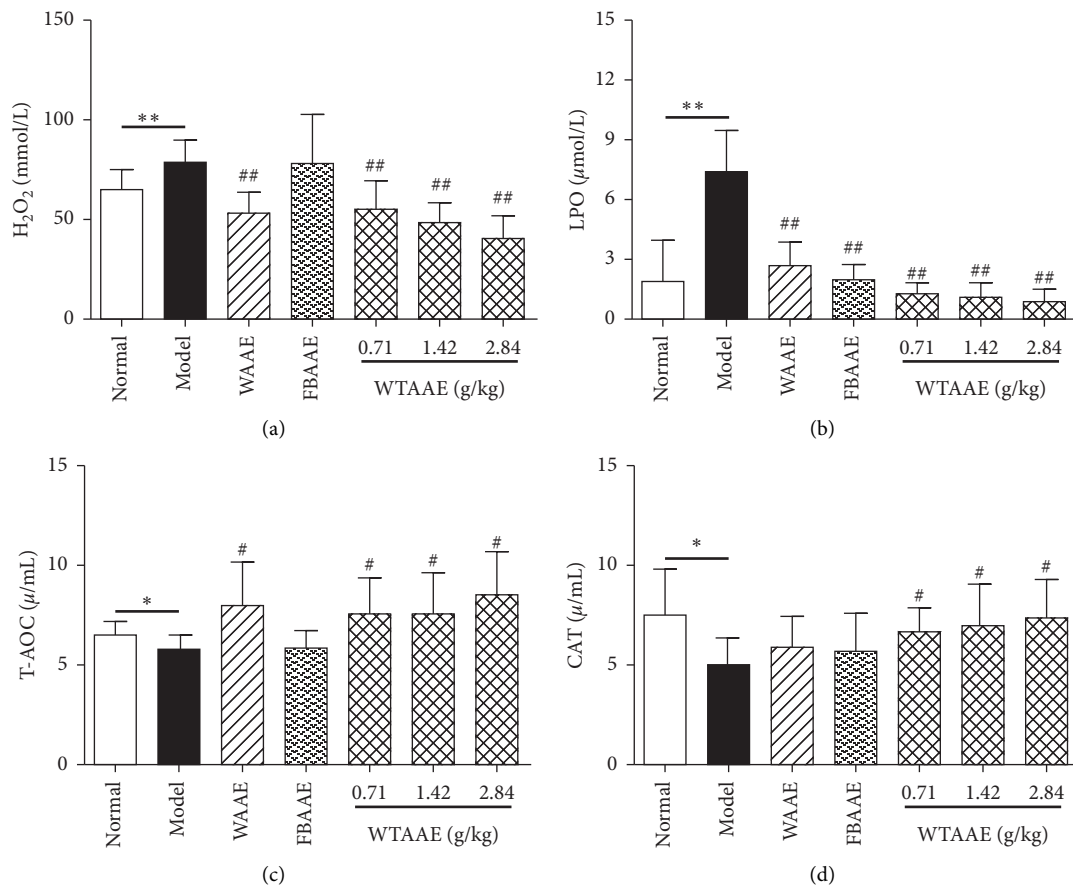 150
100
50
0
H₂O₂ (mmol/L)
**
##
##
##
##
Normal
Model
WAAE
FBAAE
0.71 1.42 2.84
WTAAE (g/kg)
(a)
15
12
9
6
3
0
LPO (μmol/L)
**
##
##
##
##
##
Normal
Model
WAAE
FBAAE
0.71 1.42 2.84
WTAAE (g/kg)
(b)
15
10
5
0
T-AOC (μ/mL)
*
#
#
#
#
Normal
Model
WAAE
FBAAE
0.71 1.42 2.84
WTAAE (g/kg)
(c)
15
10
5
0
CAT (μ/mL)
*
#
#
#
Normal
Model
WAAE
FBAAE
0.71 1.42 2.84
WTAAE (g/kg)
(d)